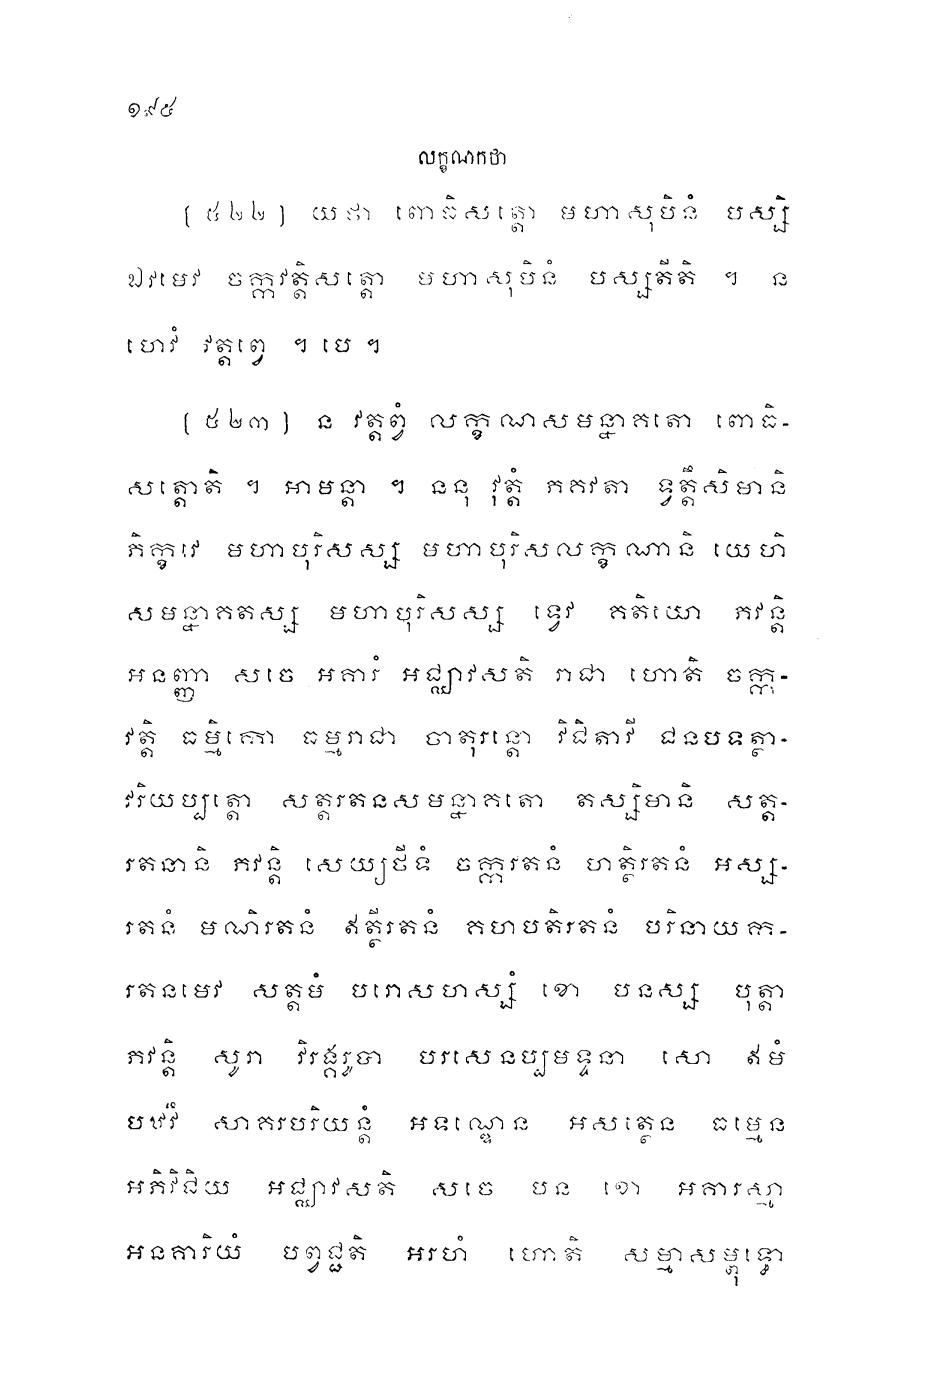 ១៩៥
លក្ខណកថា
[ ៥២២ ] យថា ពោធិសត្តោ មហាសុបិនំ បស្សិ
ឯវមេវ ចក្កវត្តិសត្តោ មហាសុបិនំ បស្សតីតិ ។ ន
ហេវំ វត្តព្វេ ។ បេ ។
[ ៥២៣ ] ន វត្តព្វំ លក្ខណសមន្នាគតោ ពោធិ-
សត្តោតិ ។ អាមន្តា ។ ននុ វុត្តំ ភគវតា ទ្វត្តឹសិមានិ
ភិក្ខវេ មហាបុរិសស្ស មហាបុរិសលក្ខណានិ យេហិ
សមន្នាគតស្ស មហាបុរិសស្ស ទ្វេវ គតិយោ ភវន្តិ
អនញ្ញា សចេ អគារំ អជ្ឈាវសតិ រាជា ហោតិ ចក្ក-
វត្តិ ធម្មិកោ ធម្មរាជា ចាតុរន្តោ វិជិតាវី ជនបទត្ថា-
វរិយប្បត្តោ សត្តរតនសមន្នាគតោ តស្សិមានិ សត្ត-
រតនានិ ភវន្តិ សេយ្យថីទំ ចក្ករតនំ ហត្ថិរតនំ អស្ស-
រតនំ មណិរតនំ ឥត្ថីរតនំ គហបតិរតនំ បរិនាយក-
រតនមេវ សត្តមំ បរោសហស្សំ ខោ បនស្ស បុត្តា
ភវន្តិ សូរា វីរង្គរូបា បរសេនប្បមទ្ទនា សោ ឥមំ
បឋវឹ សាគរបរិយន្តំ អទណ្ឌេន អសត្ថេន ធម្មេន
អភិវិជិយ អជ្ឈាវសតិ សចេ បន ខោ អគារស្មា
អនគារិយំ បព្វជ្ជតិ អរហំ ហោតិ សម្មាសម្ពុទ្ធោ